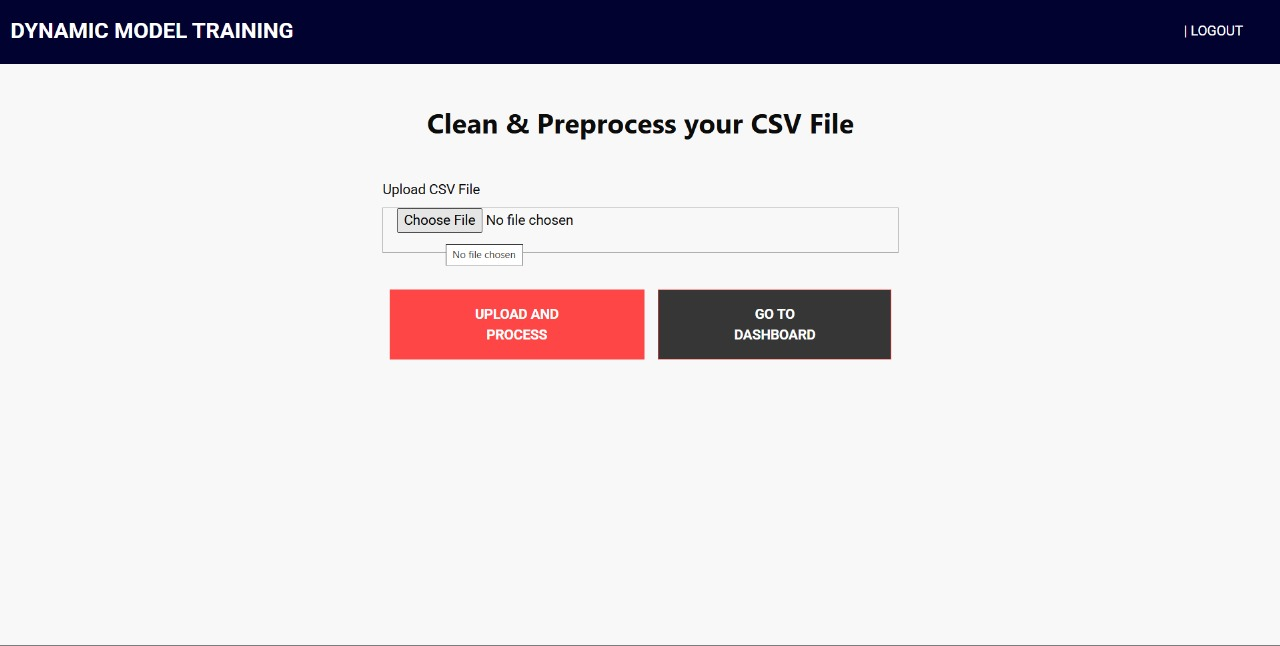 DYNAMIC MODEL TRAINING
| LOGOUT
Clean & Preprocess your CSV File
Upload CSV File
Choose File No file chosen
No file chosen
UPLOAD AND
PROCESS
GO TO
DASHBOARD